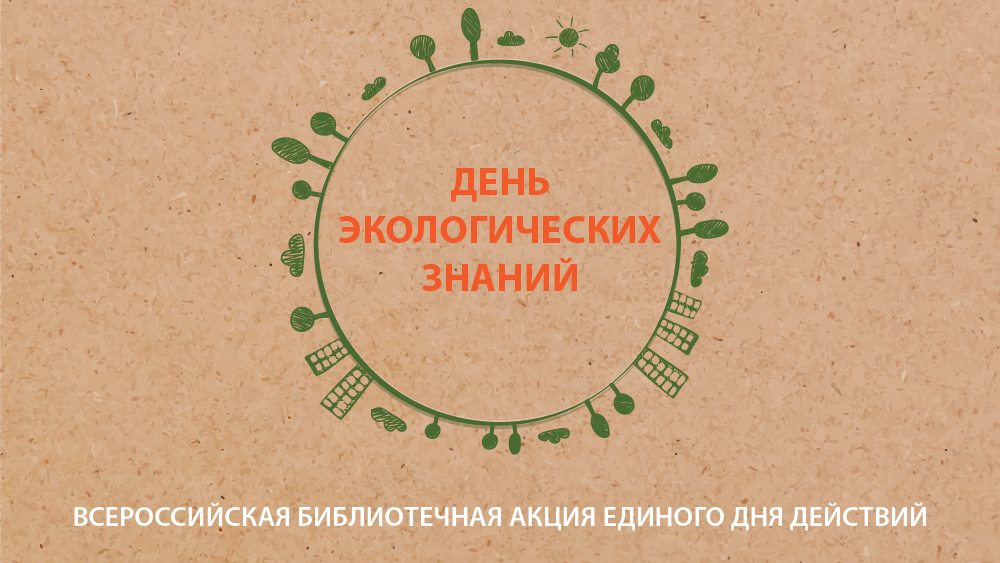 ДЕНЬ
ЭКОЛОГИЧЕСКИХ
ЗНАНИЙ
ВСЕРОССИЙСКАЯ БИБЛИОТЕЧНАЯ АКЦИЯ ЕДИНОГО ДНЯ ДЕЙСТВИЙ